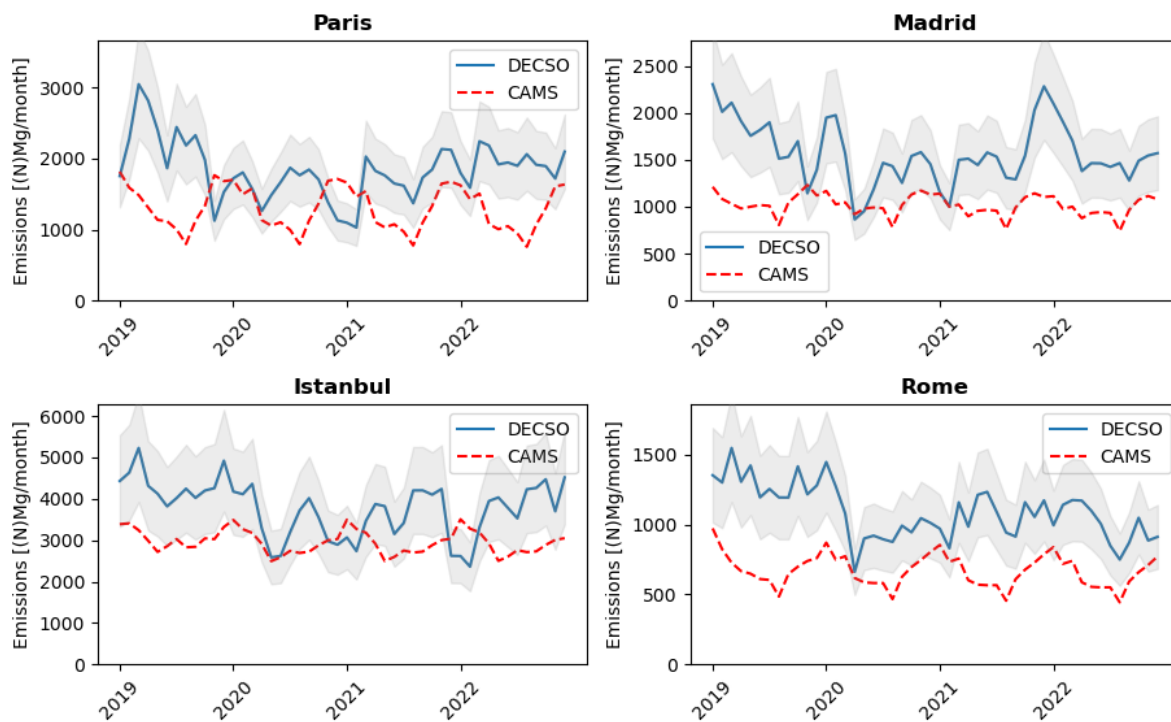 Paris
Emissions [(N)Mg/month]
3000
2000
1000
0
DECSO
CAMS
2019
2020
2021
2022
Madrid
Emissions [(N)Mg/month]
2500
2000
1500
1000
500
0
DECSO
CAMS
2019
2020
2021
2022
Istanbul
Emissions [(N)Mg/month]
6000
5000
4000
3000
2000
1000
0
DECSO
CAMS
2019
2020
2021
2022
Rome
Emissions [(N)Mg/month]
1500
1000
500
0
DECSO
CAMS
2019
2020
2021
2022